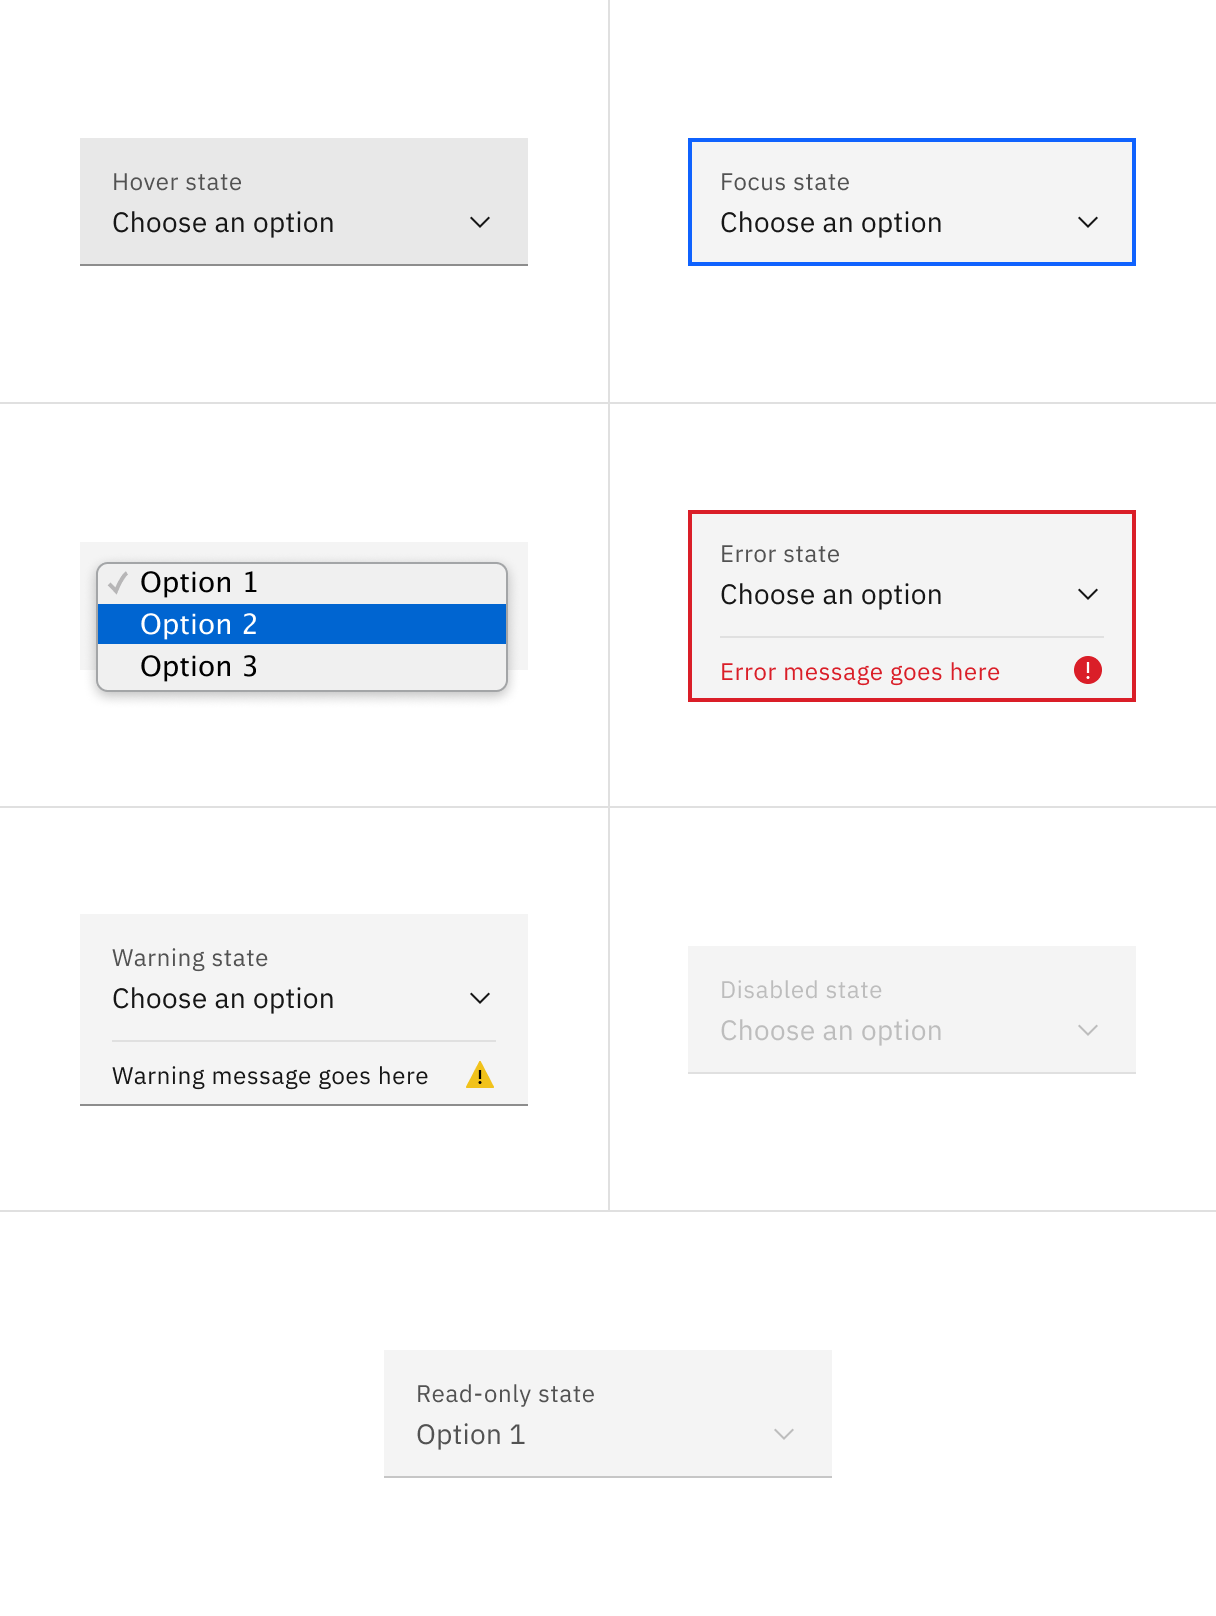 Hover state
Choose an option
Focus state
Choose an option
Option 1
Option 2
Option 3
Error state
Choose an option
Error message goes here
Warning state
Choose an option
Warning message goes here
Disabled state
Choose an option
Read-only state
Option 1